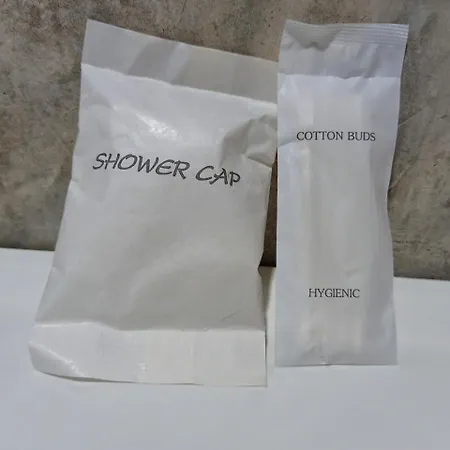 SHOWER CAP
COTTON BUDS
HYGIENIC